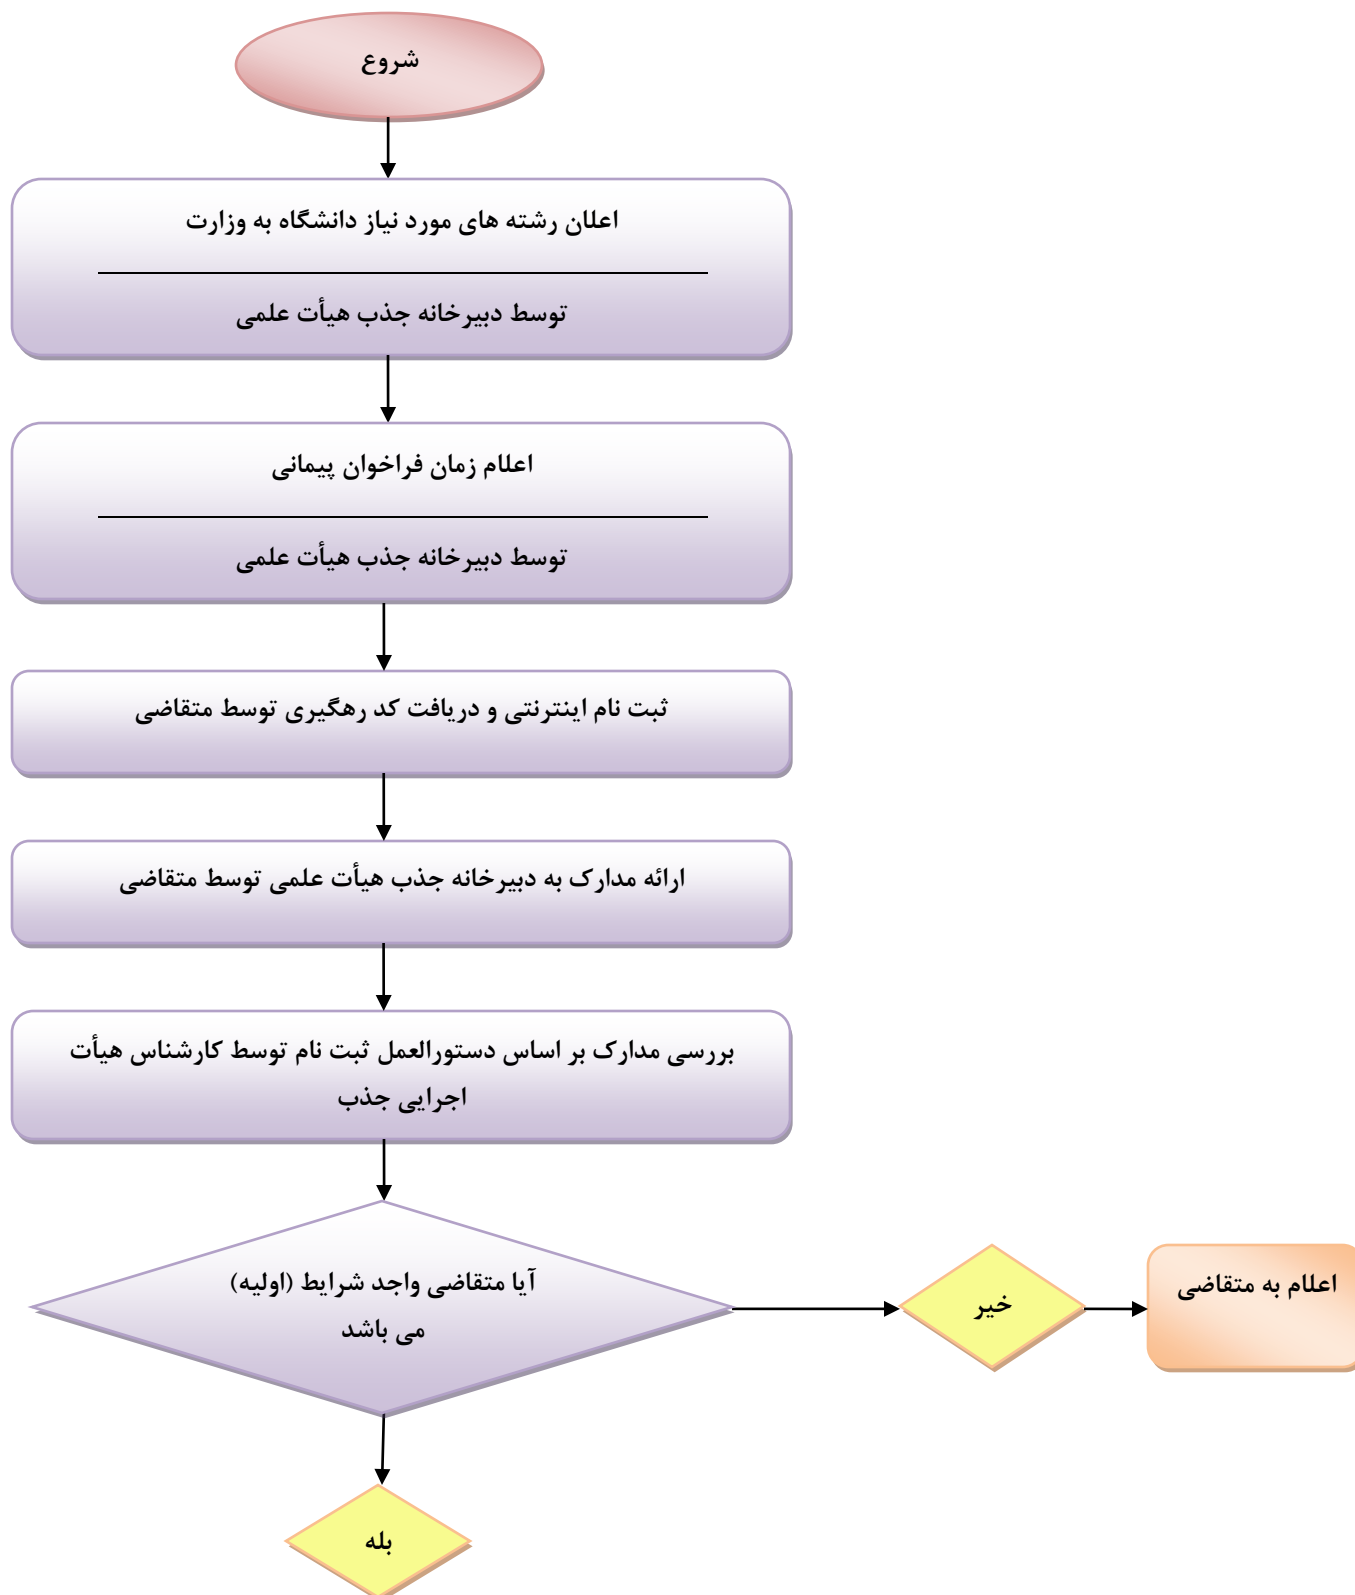 شروع
اعلان رشته های مورد نیاز دانشگاه به وزارت
توسط دبیرخانه جذب هیأت علمی
اعلام زمان فراخوان پیمانی
توسط دبیرخانه جذب هیأت علمی
ثبت نام اینترنتی و دریافت کد رهگیری توسط متقاضی
ارائه مدارک به دبیرخانه جذب هیأت علمی توسط متقاضی
بررسی مدارک بر اساس دستورالعمل ثبت نام توسط کارشناس هیأت
اجرایی جذب
آیا متقاضی واجد شرایط (اولیه)
می باشد
خیر
اعلام به متقاضی
بله